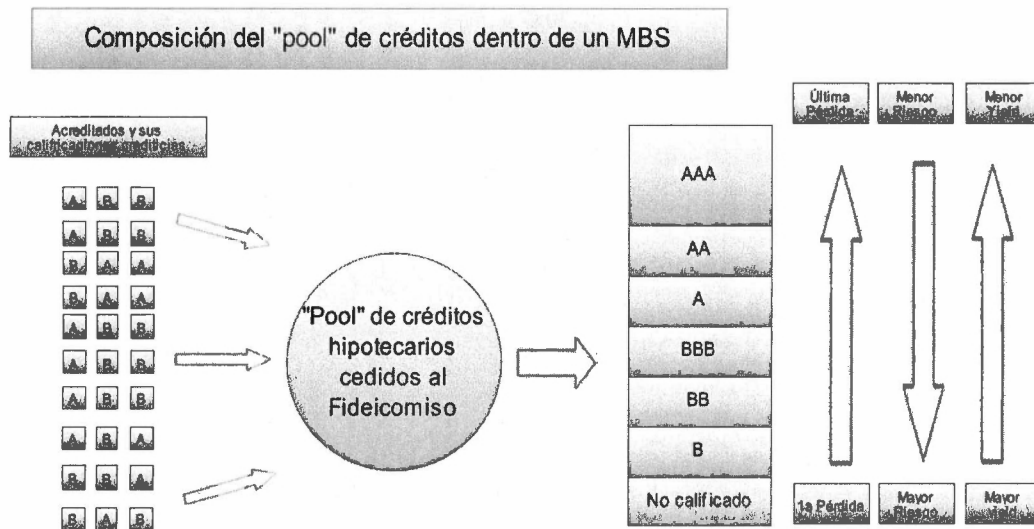 Composición del "pool" de créditos dentro de un MBS
Acreditados y sus
calificaciones crediticias
A B B
A B B
B A A
B A A
A B B
A B B
A B B
A B A
B B A
B A B
"Pool" de créditos
hipotecarios
cedidos al
Fideicomiso
AAA
AA
A
BBB
BB
B
No calificado
Última
Pérdida
Menor
Riesgo
Menor
Yield
1a Pérdida
Mayor
Riesgo
Mayor
Yield